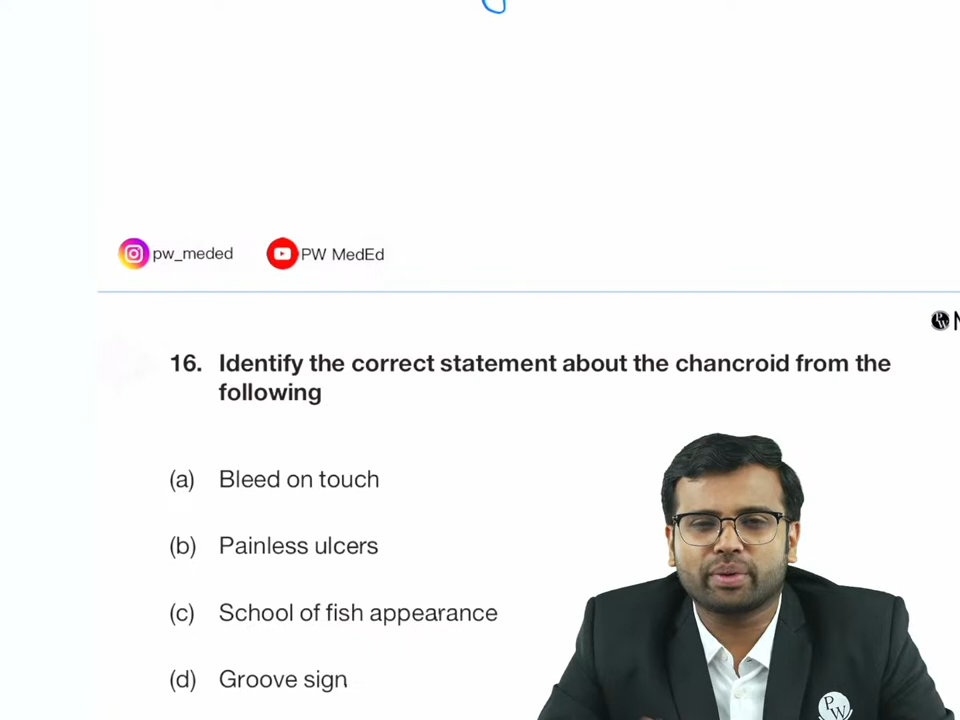 pw_meded
PW MedEd
16. Identify the correct statement about the chancroid from the
following
(a) Bleed on touch
(b) Painless ulcers
(c) School of fish appearance
(d) Groove sign
PW